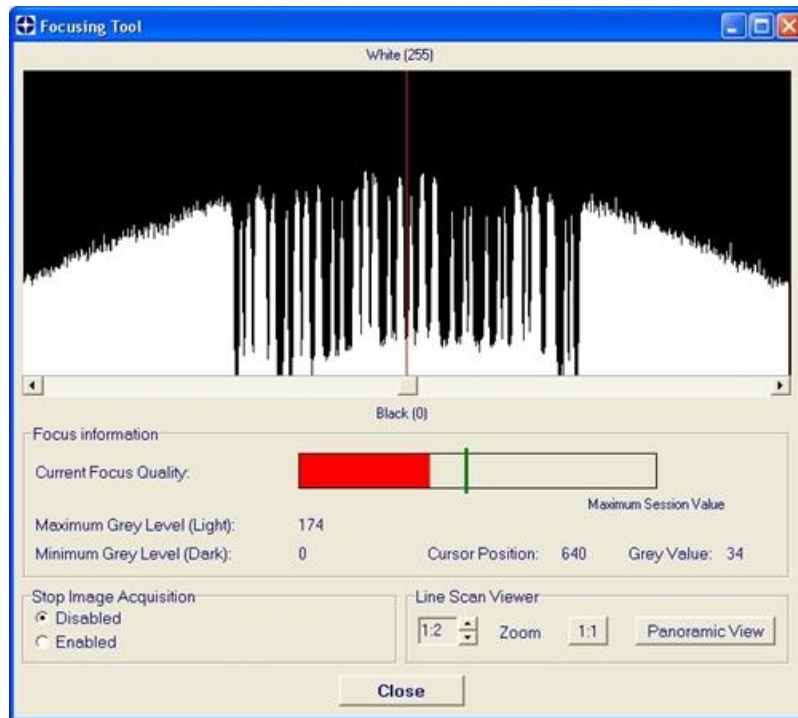 Focusing Tool
White (255)
Black (0)
Focus information
Current Focus Quality:
Maximum Session Value
Maximum Grey Level (Light): 174
Minimum Grey Level (Dark): 0 Cursor Position: 640 Grey Value: 34
Stop Image Acquisition
Disabled
Enabled
Line Scan Viewer
1:2 Zoom 1:1 Panoramic View
Close